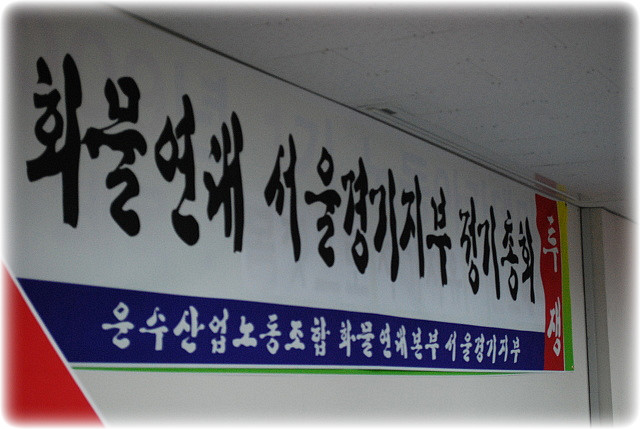 화물연대 서울경기지부 정기총회
투쟁
운수산업노동조합 화물연대본부 서울경기지부